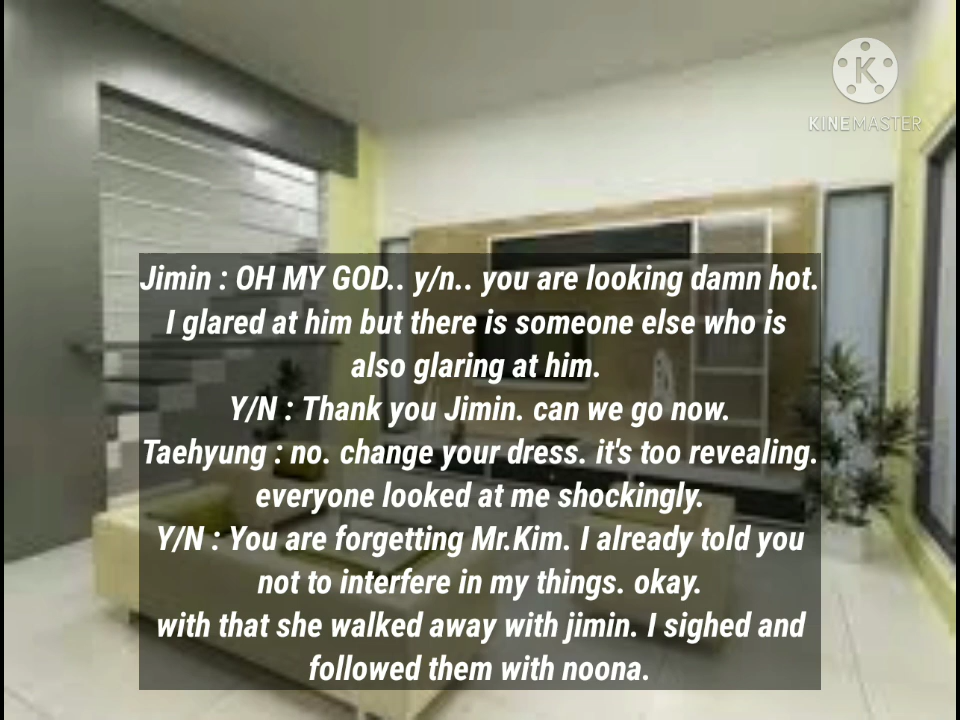 KINEMASTER
Jimin : OH MY GOD.. y/n.. you are looking damn hot.
I glared at him but there is someone else who is
also glaring at him.
Y/N : Thank you Jimin. can we go now.
Taehyung : no. change your dress. it's too revealing.
everyone looked at me shockingly.
Y/N : You are forgetting Mr.Kim. I already told you
not to interfere in my things. okay.
with that she walked away with jimin. I sighed and
followed them with noona.